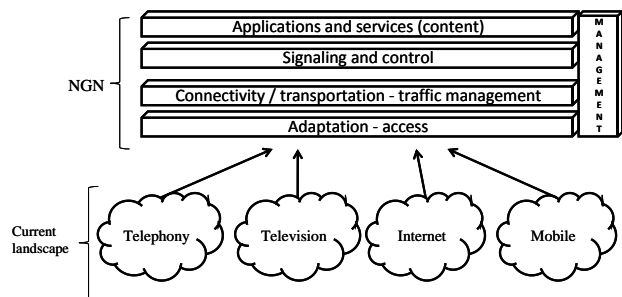 Applications and services (content)
Signaling and control
Connectivity / transportation - traffic management
Adaptation - access
MANAGEMENT
NGN
Current
landscape
Telephony
Television
Internet
Mobile